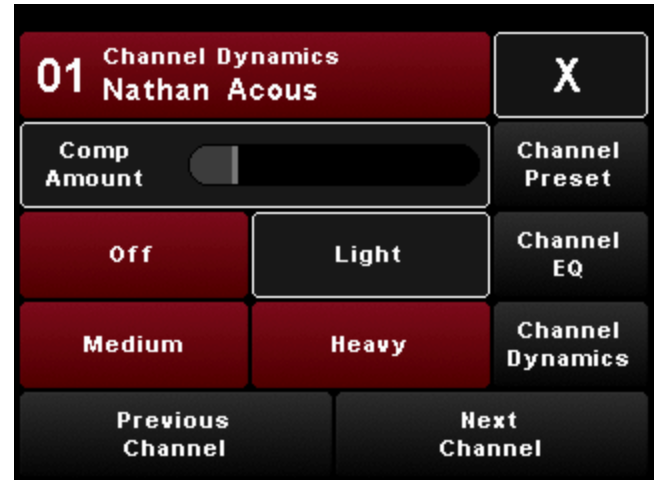 01
Channel Dynamics
Nathan Acous
X
Comp
Amount
Channel
Preset
Off
Light
Channel
EQ
Medium
Heavy
Channel
Dynamics
Previous
Channel
Next
Channel